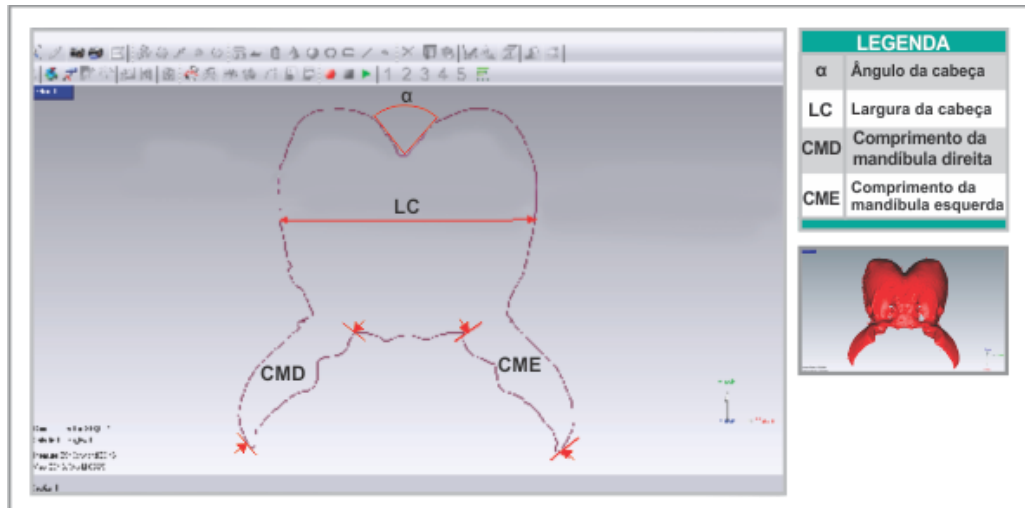 1 2 3 4 5
α
LC
CMD
CME
LEGENDA
α Ângulo da cabeça
LC Largura da cabeça
CMD Comprimento da
mandíbula direita
CME Comprimento da
mandíbula esquerda